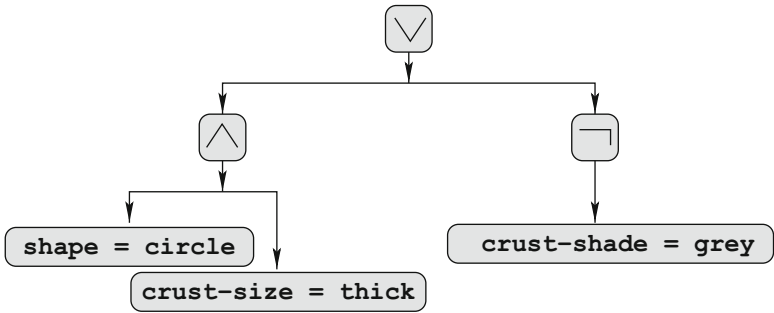 ∨
∧
¬
shape = circle
crust-shade = grey
crust-size = thick